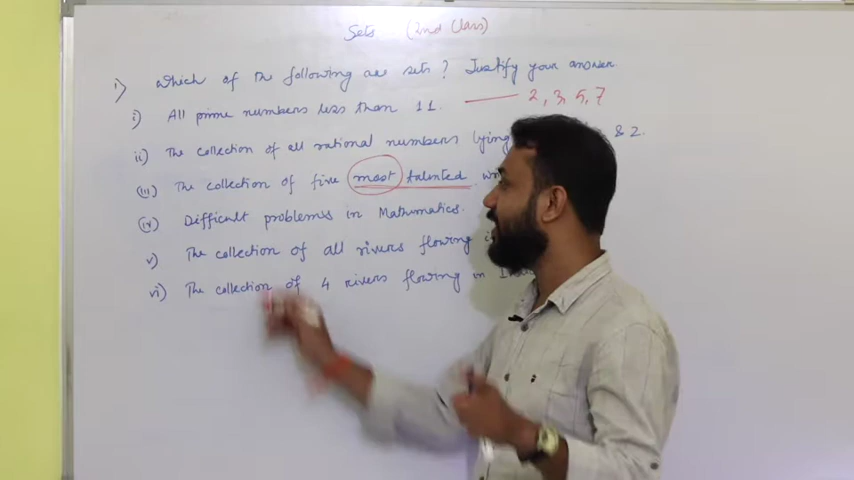 Sets (2nd Class)
1) which of the following are sets? Justify your answer.
i) All prime numbers less than 11. — 2, 3, 5, 7
ii) The collection of all rational numbers lying & 2.
(iii) The collection of five most talented
(iv) Difficult problems in Mathematics.
v) The collection of all rivers flowing
vi) The collection of 4 rivers flowing in